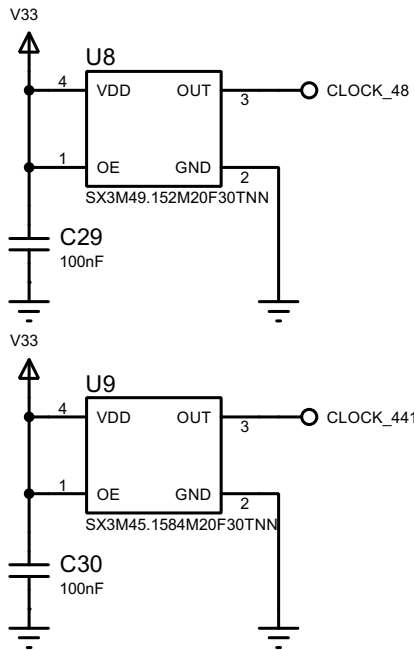 V33
U8
4 VDD OUT 3 CLOCK_48
1 OE GND 2
SX3M49.152M20F30TNN
C29
100nF
V33
U9
4 VDD OUT 3 CLOCK_441
1 OE GND 2
SX3M45.1584M20F30TNN
C30
100nF